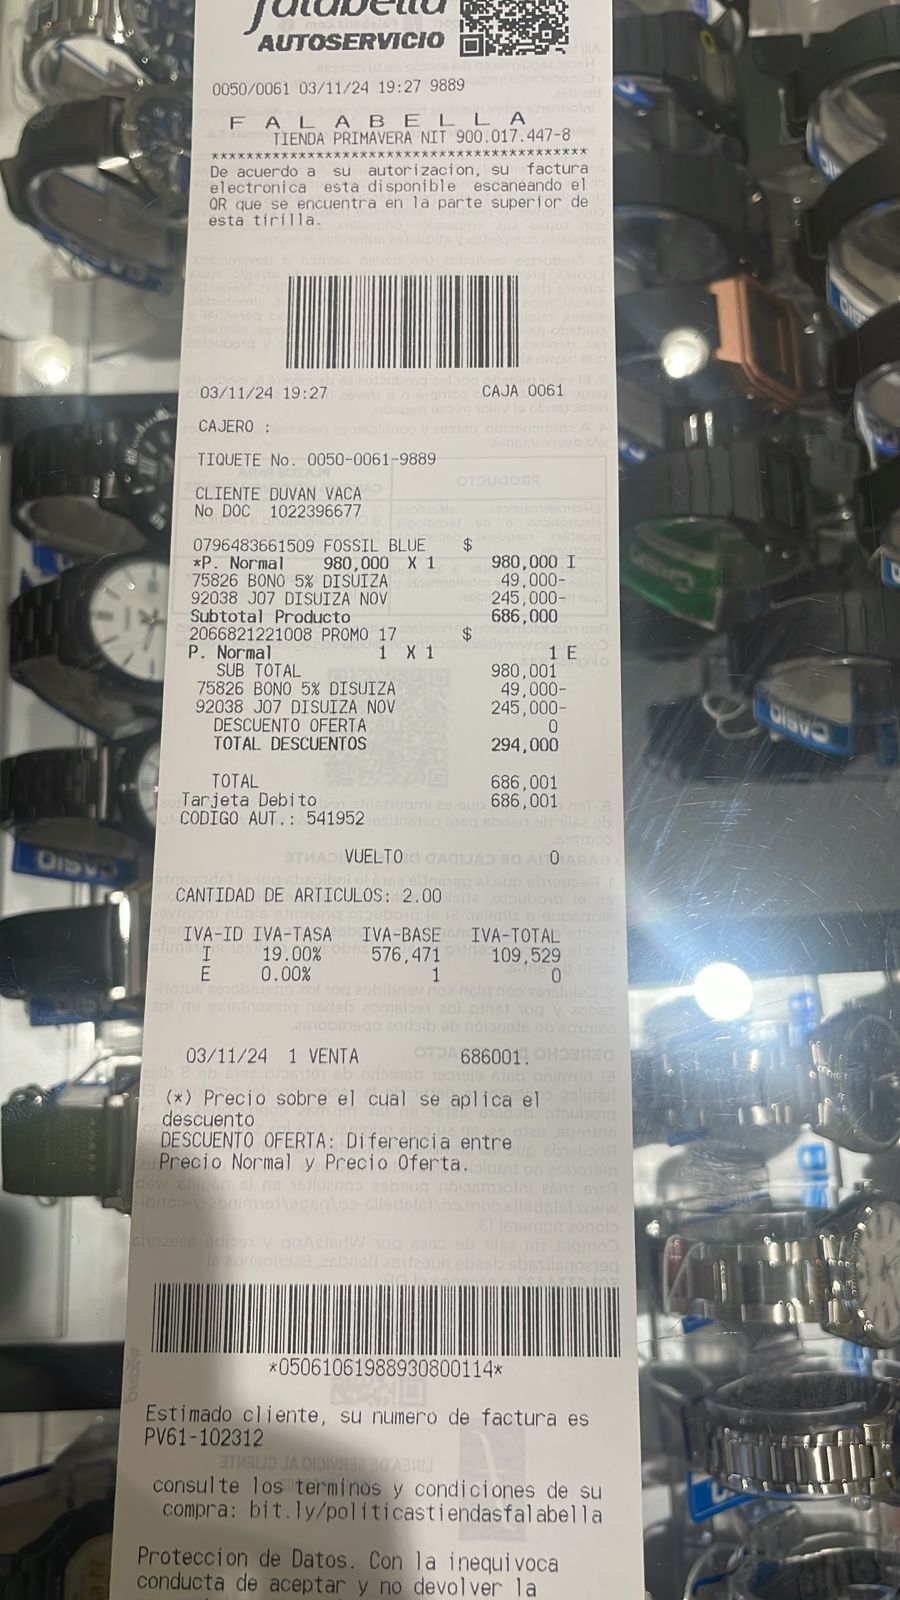 falabella
AUTOSERVICIO
0050/0061 03/11/24 19:27 9889
FALABELLA
TIENDA PRIMAVERA NIT 900.017.447-8
******************************************
De acuerdo a su autorizacion, su factura
electronica esta disponible escaneando el
QR que se encuentra en la parte superior de
esta tirilla.
03/11/24 19:27 CAJA 0061
CAJERO :
TIQUETE No. 0050-0061-9889
CLIENTE DUVAN VACA
No DOC 1022396677
0796483661509 FOSSIL BLUE $
*P. Normal 980,000 X 1 980,000 I
75826 BONO 5% DISUIZA 49,000-
92038 J07 DISUIZA NOV 245,000-
Subtotal Producto 686,000
2066821221008 PROMO 17 $
P. Normal 1 X 1 1 E
SUB TOTAL 980,001
75826 BONO 5% DISUIZA 49,000-
92038 J07 DISUIZA NOV 245,000-
DESCUENTO OFERTA 0
TOTAL DESCUENTOS 294,000
TOTAL 686,001
Tarjeta Debito 686,001
CODIGO AUT.: 541952
VUELTO 0
CANTIDAD DE ARTICULOS: 2.00
IVA-ID IVA-TASA IVA-BASE IVA-TOTAL
I 19.00% 576,471 109,529
E 0.00% 1 0
03/11/24 1 VENTA 686001.
(*) Precio sobre el cual se aplica el
descuento
DESCUENTO OFERTA: Diferencia entre
Precio Normal y Precio Oferta.
*05061061988930800114*
Estimado cliente, su numero de factura es
PV61-102312
consulte los terminos y condiciones de su
compra: bit.ly/politicastiendasfalabella
Proteccion de Datos. Con la inequivoca
conducta de aceptar y no devolver la
CASIO
CASIO
CASIO